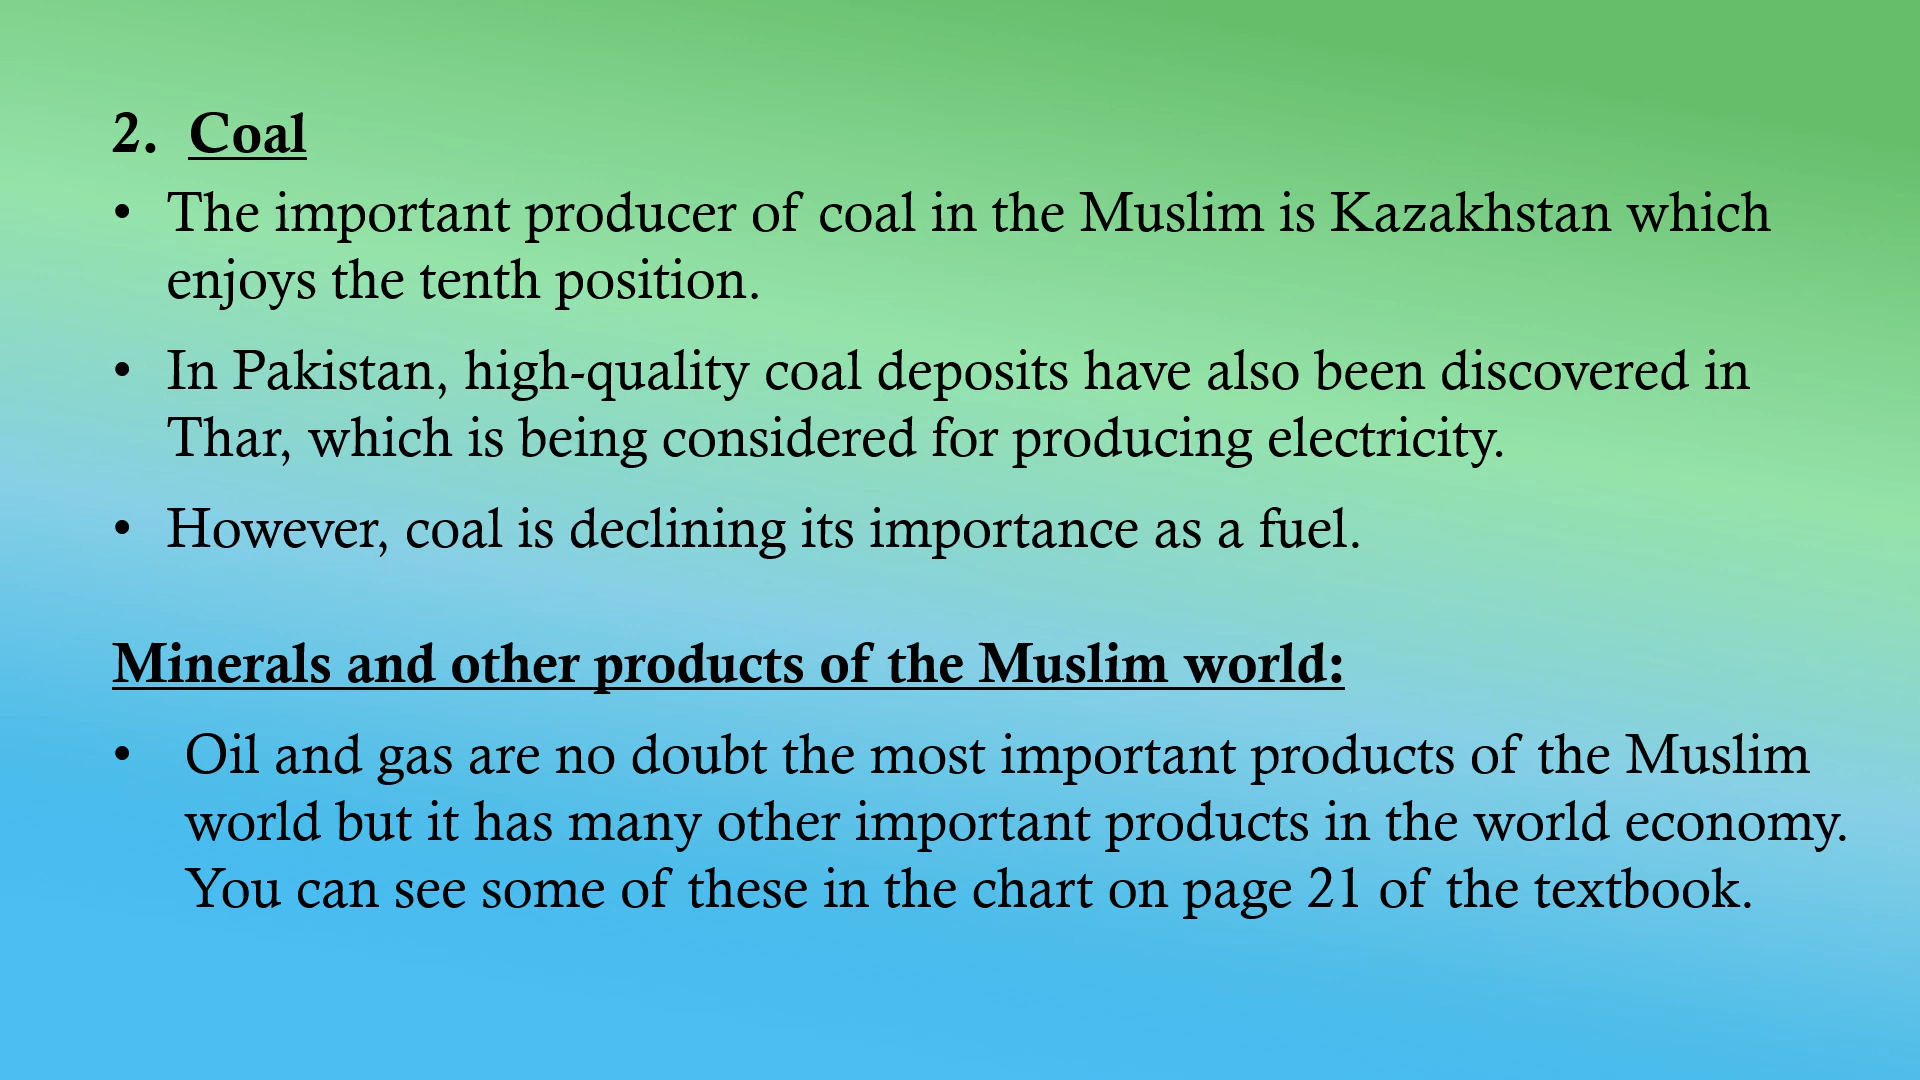 2. Coal
• The important producer of coal in the Muslim is Kazakhstan which
enjoys the tenth position.
• In Pakistan, high-quality coal deposits have also been discovered in
Thar, which is being considered for producing electricity.
• However, coal is declining its importance as a fuel.
Minerals and other products of the Muslim world:
• Oil and gas are no doubt the most important products of the Muslim
world but it has many other important products in the world economy.
You can see some of these in the chart on page 21 of the textbook.